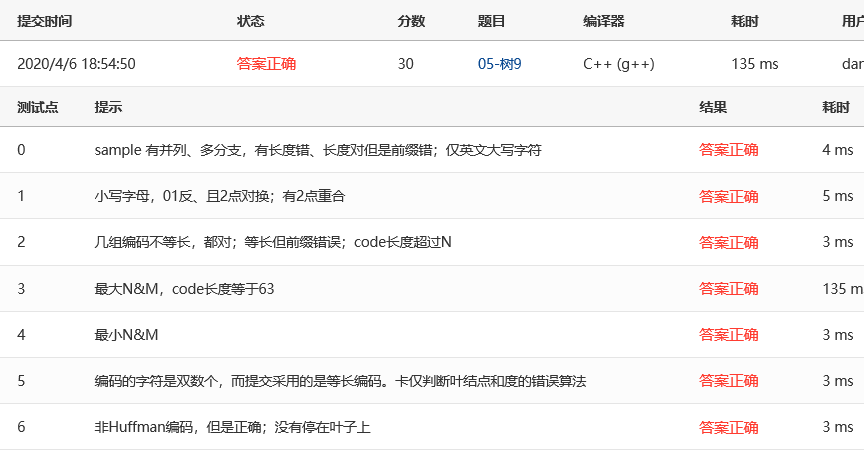 提交时间 状态 分数 题目 编译器 耗时 用户
2020/4/6 18:54:50 答案正确 30 05-树9 C++ (g++) 135 ms dar
测试点 提示 结果 耗时
0 sample 有并列、多分支，有长度错、长度对但是前缀错；仅英文大写字符 答案正确 4 ms
1 小写字母，01反、且2点对换；有2点重合 答案正确 5 ms
2 几组编码不等长，都对；等长但前缀错误；code长度超过N 答案正确 3 ms
3 最大N&M，code长度等于63 答案正确 135 m
4 最小N&M 答案正确 3 ms
5 编码的字符是双数个，而提交采用的是等长编码。卡仅判断叶结点和度的错误算法 答案正确 3 ms
6 非Huffman编码，但是正确；没有停在叶子上 答案正确 3 ms